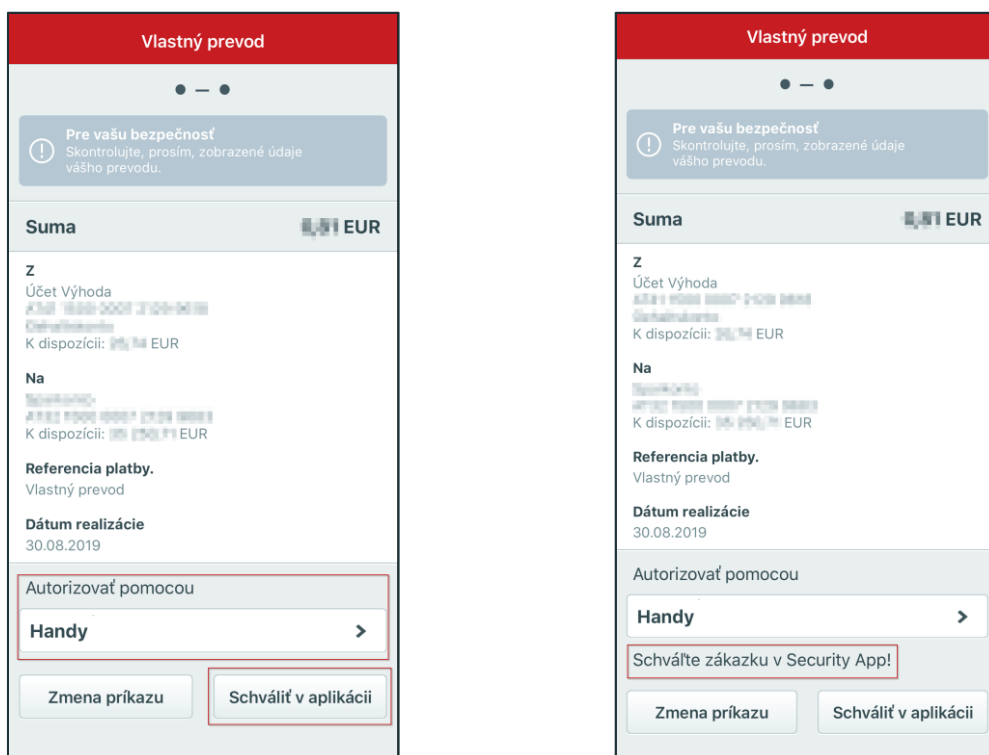 Vlastný prevod
Pre vašu bezpečnosť
Skontrolujte, prosím, zobrazené údaje
vášho prevodu.
Suma EUR
Z
Účet Výhoda
K dispozícii: EUR
Na
K dispozícii: EUR
Referencia platby.
Vlastný prevod
Dátum realizácie
30.08.2019
Autorizovať pomocou
Handy
Zmena príkazu
Schváliť v aplikácii
Vlastný prevod
Pre vašu bezpečnosť
Skontrolujte, prosím, zobrazené údaje
vášho prevodu.
Suma EUR
Z
Účet Výhoda
K dispozícii: EUR
Na
K dispozícii: EUR
Referencia platby.
Vlastný prevod
Dátum realizácie
30.08.2019
Autorizovať pomocou
Handy
Schváľte zákazku v Security App!
Zmena príkazu
Schváliť v aplikácii